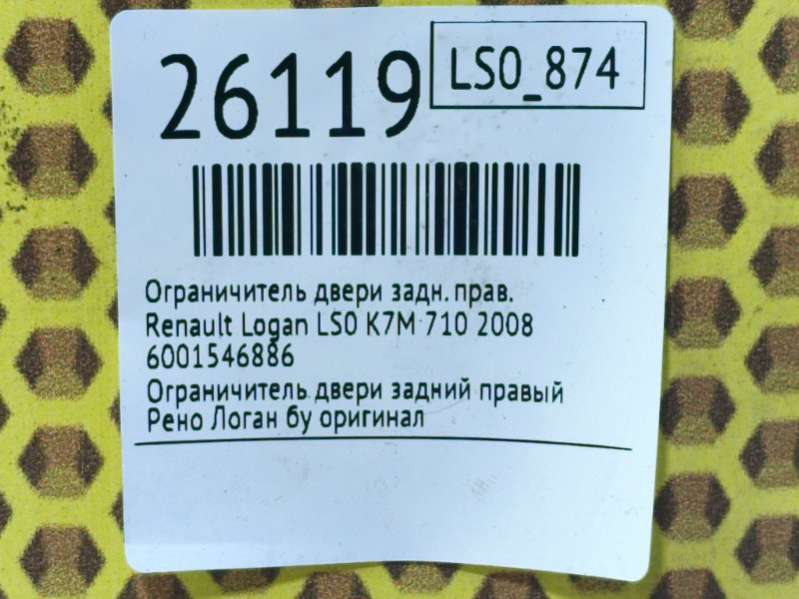 26119
LS0_874
Ограничитель двери задн. прав.
Renault Logan LS0 K7M 710 2008
6001546886
Ограничитель двери задний правый
Рено Логан бу оригинал